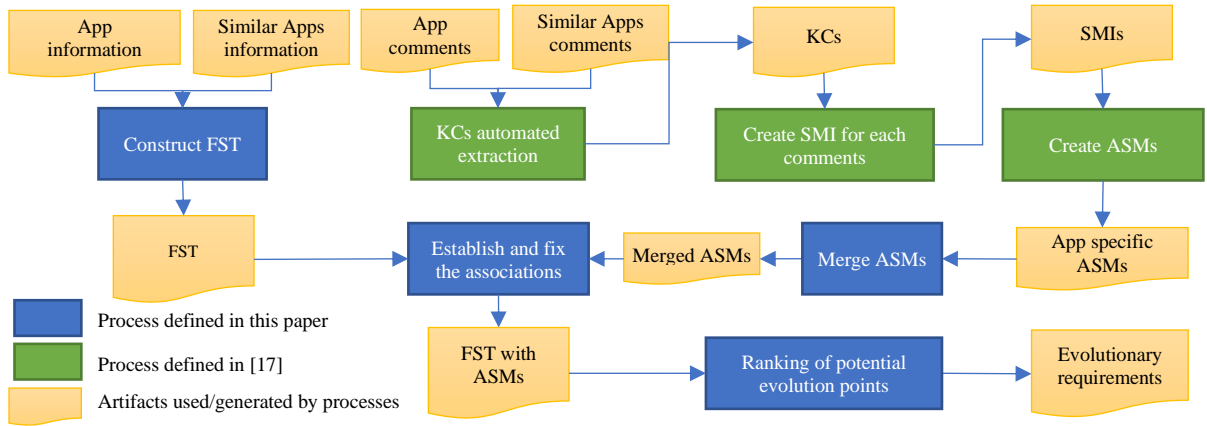 App
information
Similar Apps
information
App
comments
Similar Apps
comments
KCs
SMIs
Construct FST
KCs automated
extraction
Create SMI for each
comments
Create ASMs
FST
Establish and fix
the associations
Merged ASMs
Merge ASMs
App specific
ASMs
Process defined in this paper
Process defined in [17]
Artifacts used/generated by processes
FST with
ASMs
Ranking of potential
evolution points
Evolutionary
requirements